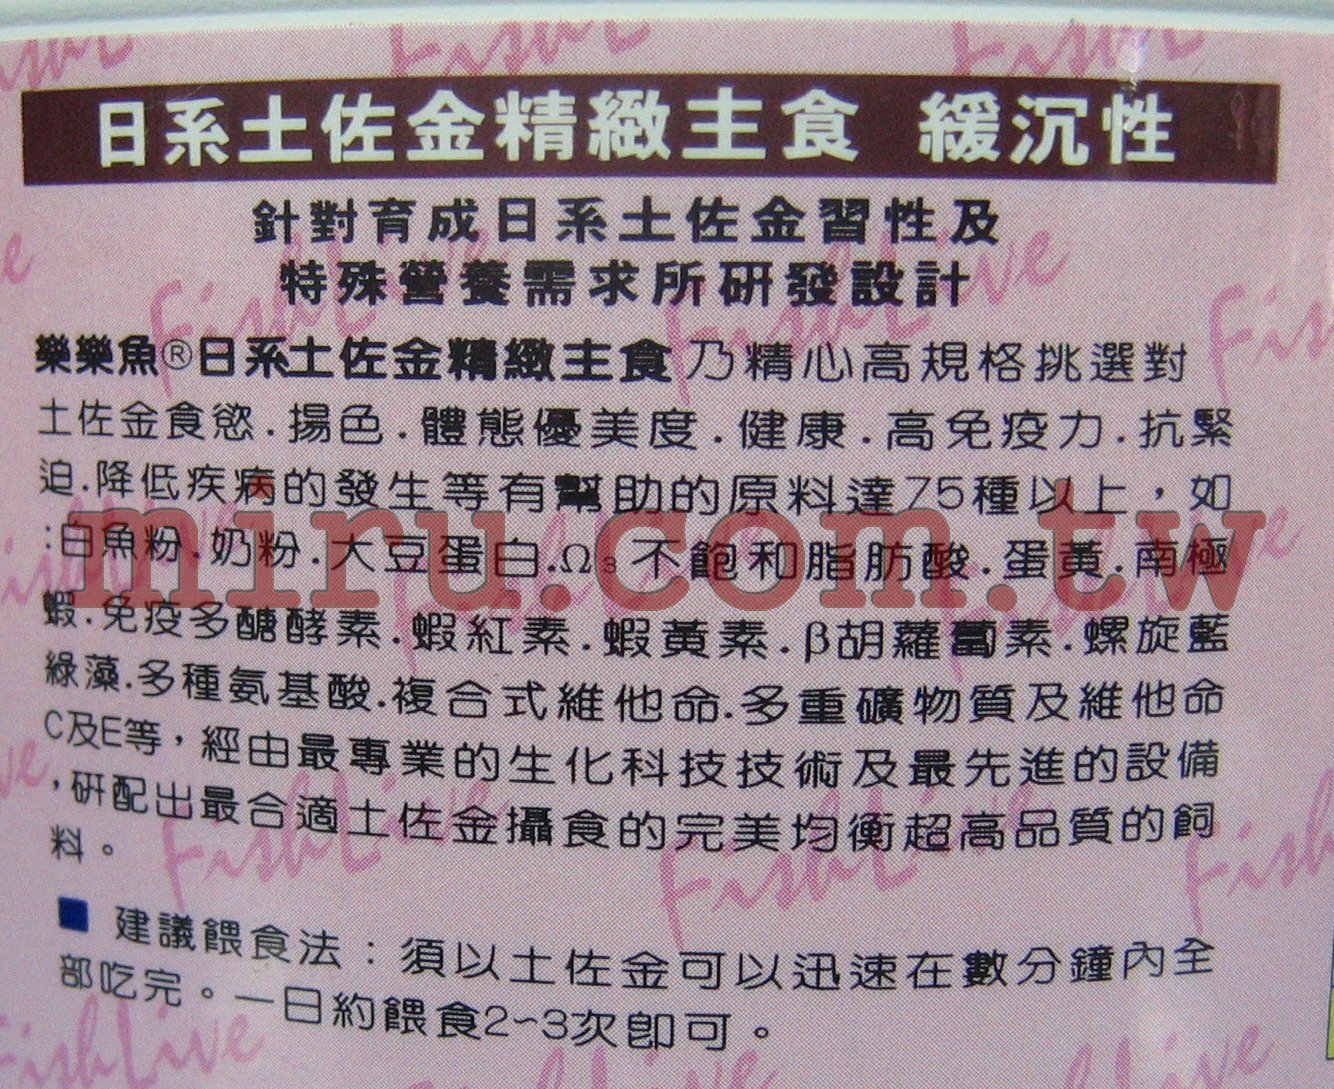 日系土佐金精緻主食 緩沉性
針對育成日系土佐金習性及
特殊營養需求所研發設計
樂樂魚®日系土佐金精緻主食 乃精心高規格挑選對
土佐金食慾.揚色.體態優美度.健康.高免疫力.抗緊
迫.降低疾病的發生等有幫助的原料達75種以上，如
:白魚粉.奶粉.大豆蛋白.Ω₃不飽和脂肪酸.蛋黃.南極
蝦.免疫多醣酵素.蝦紅素.蝦黃素.β胡蘿蔔素.螺旋藍
綠藻.多種氨基酸.複合式維他命.多重礦物質及維他命
C及E等，經由最專業的生化科技技術及最先進的設備
，研配出最合適土佐金攝食的完美均衡超高品質的飼
料。
■ 建議餵食法：須以土佐金可以迅速在數分鐘內全
部吃完。一日約餵食2~3次卽可。
miru.com.tw
FishLive